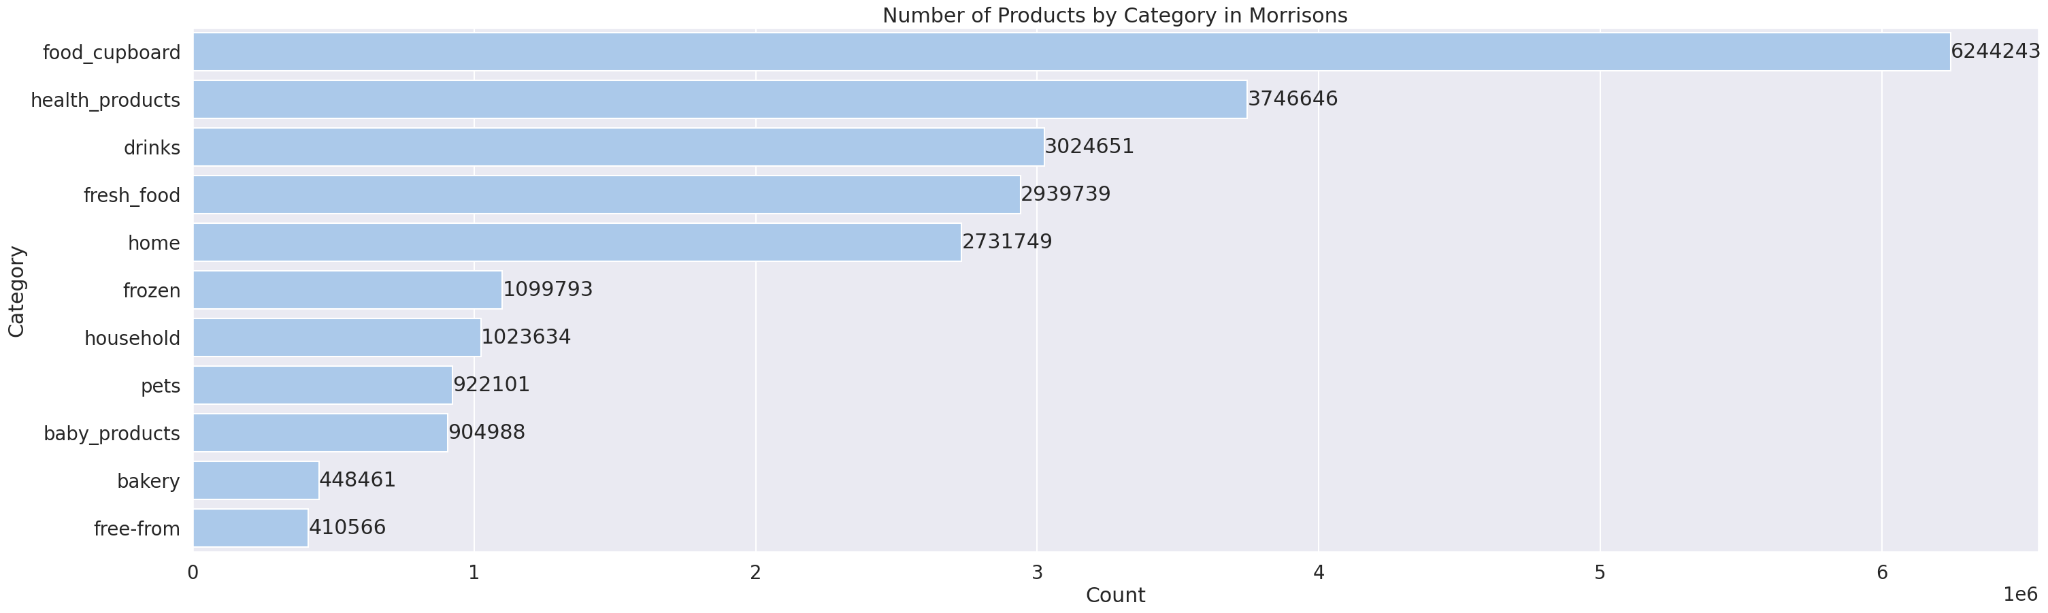 Number of Products by Category in Morrisons
food_cupboard 6244243
health_products 3746646
drinks 3024651
fresh_food 2939739
home 2731749
frozen 1099793
household 1023634
pets 922101
baby_products 904988
bakery 448461
free-from 410566
Category
0 1 2 3 4 5 6
Count
1e6